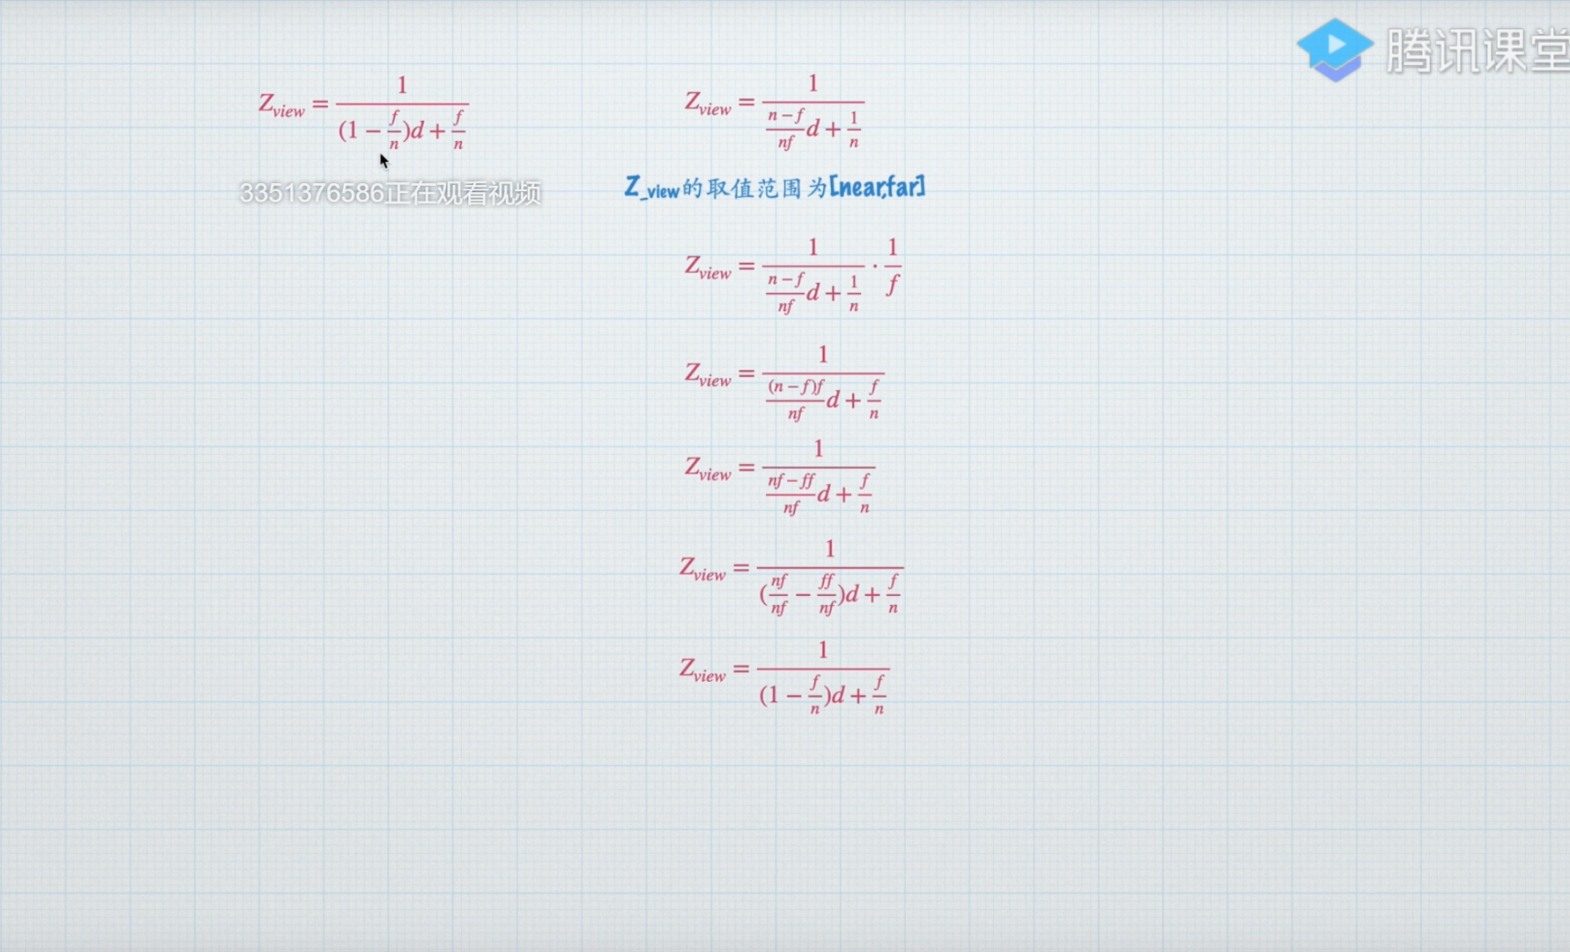 腾讯课堂
Z_{view} = \frac{1}{(1 - \frac{f}{n})d + \frac{f}{n}}
3351376586正在观看视频
Z_{view} = \frac{1}{\frac{n-f}{nf}d + \frac{1}{n}}
Z_view的取值范围为[near,far]
Z_{view} = \frac{1}{\frac{n-f}{nf}d + \frac{1}{n}} \cdot \frac{1}{f}
Z_{view} = \frac{1}{\frac{(n-f)f}{nf}d + \frac{f}{n}}
Z_{view} = \frac{1}{\frac{nf-ff}{nf}d + \frac{f}{n}}
Z_{view} = \frac{1}{(\frac{nf}{nf} - \frac{ff}{nf})d + \frac{f}{n}}
Z_{view} = \frac{1}{(1 - \frac{f}{n})d + \frac{f}{n}}